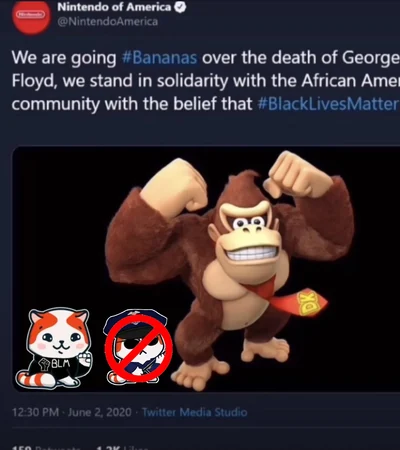 Nintendo
Nintendo of America
@NintendoAmerica
We are going #Bananas over the death of George
Floyd, we stand in solidarity with the African Ame
community with the belief that #BlackLivesMatter
DK
BLM
12:30 PM · June 2, 2020 · Twitter Media Studio